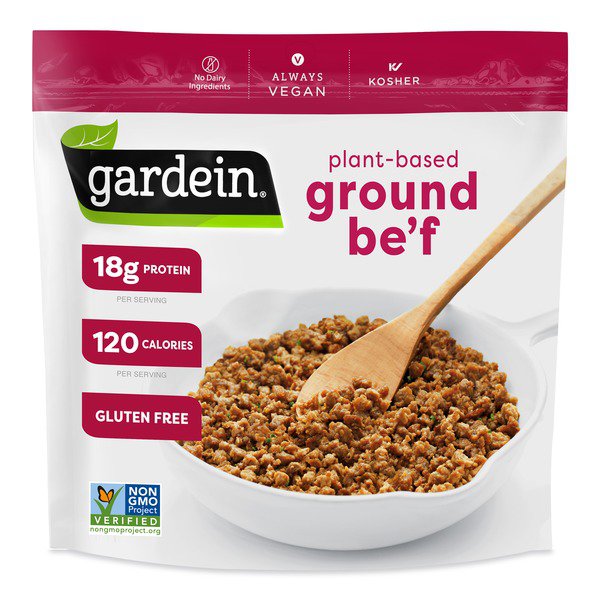 No Dairy
Ingredients
V
ALWAYS
VEGAN
KV
KOSHER
gardein®
plant-based
ground
be'f
18g PROTEIN
PER SERVING
120 CALORIES
PER SERVING
GLUTEN FREE
NON
GMO
Project
VERIFIED
nongmoproject.org